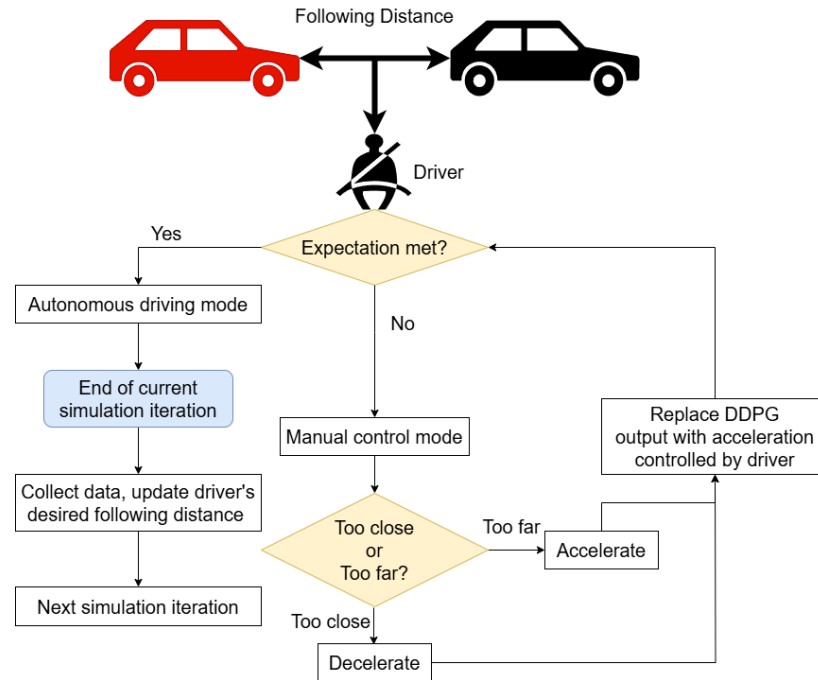 Following Distance
Driver
Expectation met?
Yes
No
Autonomous driving mode
End of current
simulation iteration
Collect data, update driver's
desired following distance
Next simulation iteration
Manual control mode
Too close
or
Too far?
Too far
Accelerate
Too close
Decelerate
Replace DDPG
output with acceleration
controlled by driver